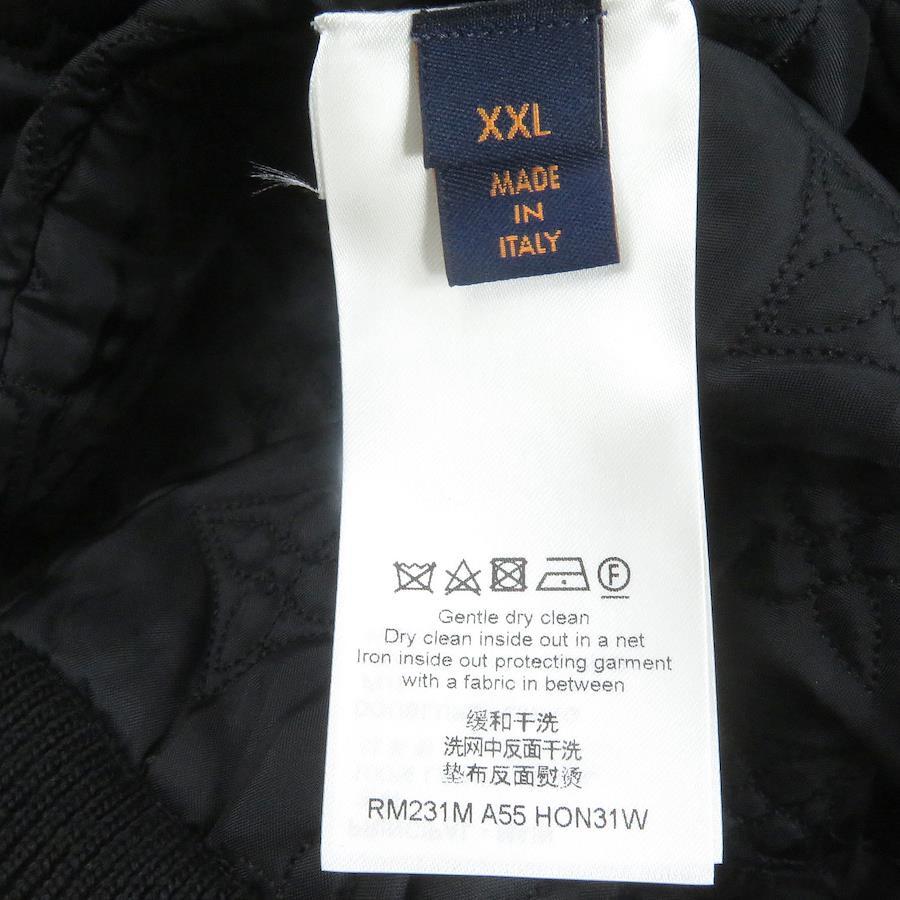 XXL
MADE
IN
ITALY
F
Gentle dry clean
Dry clean inside out in a net
Iron inside out protecting garment
with a fabric in between
缓和干洗
洗网中反面干洗
垫布反面熨烫
RM231M A55 HON31W